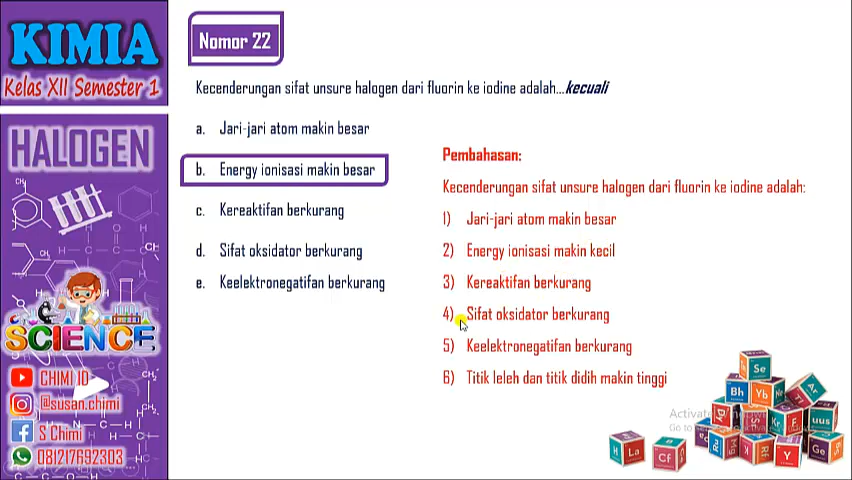 KIMIA
Kelas XII Semester 1
HALOGEN
SCIENCE
CHIMI 10
@susan.chimi
S Chimi
081217692303
Nomor 22
Kecenderungan sifat unsure halogen dari fluorin ke iodine adalah...kecuali
a. Jari-jari atom makin besar
b. Energy ionisasi makin besar
c. Kereaktifan berkurang
d. Sifat oksidator berkurang
e. Keelektronegatifan berkurang
Pembahasan:
Kecenderungan sifat unsure halogen dari fluorin ke iodine adalah:
1) Jari-jari atom makin besar
2) Energy ionisasi makin kecil
3) Kereaktifan berkurang
4) Sifat oksidator berkurang
5) Keelektronegatifan berkurang
6) Titik leleh dan titik didih makin tinggi
Se
Bh Yb Ar
Dy Kr F uus
H La Cf Rf Y Ge